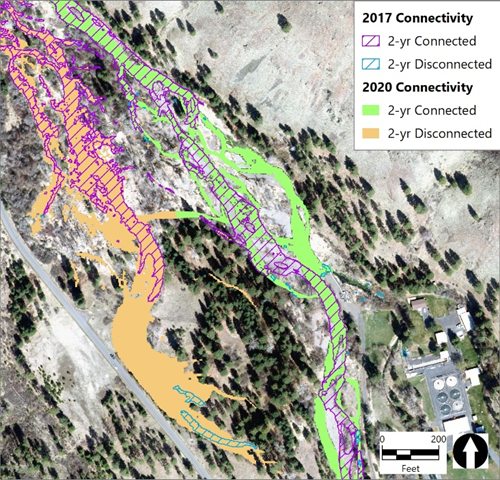 2017 Connectivity
2-yr Connected
2-yr Disconnected
2020 Connectivity
2-yr Connected
2-yr Disconnected
0 200
Feet